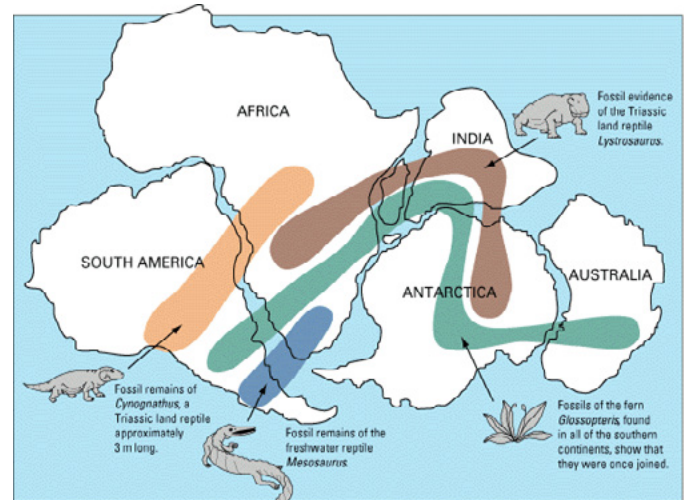 AFRICA
INDIA
Fossil evidence
of the Triassic
land reptile
Lystrosaurus.
SOUTH AMERICA
ANTARCTICA
AUSTRALIA
Fossil remains of
Cynognathus, a
Triassic land reptile
approximately
3 m long.
Fossil remains of the
freshwater reptile
Mesosaurus.
Fossils of the fern
Glossopteris, found
in all of the southern
continents, show that
they were once joined.